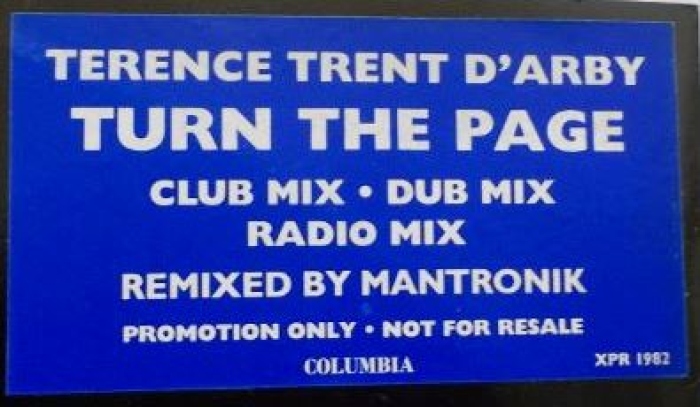 TERENCE TRENT D'ARBY
TURN THE PAGE
CLUB MIX • DUB MIX
RADIO MIX
REMIXED BY MANTRONIK
PROMOTION ONLY • NOT FOR RESALE
COLUMBIA
XPR 1982